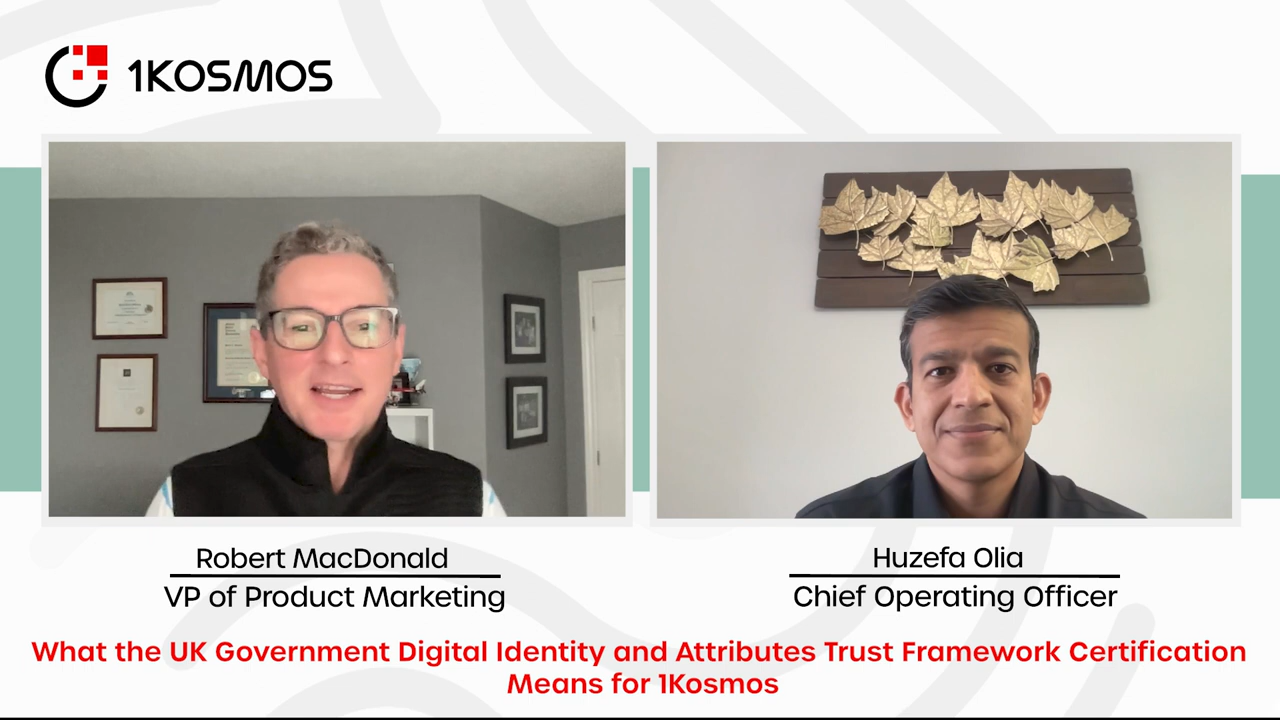 1KOSMOS
Robert MacDonald
VP of Product Marketing
Huzefa Olia
Chief Operating Officer
What the UK Government Digital Identity and Attributes Trust Framework Certification
Means for 1Kosmos